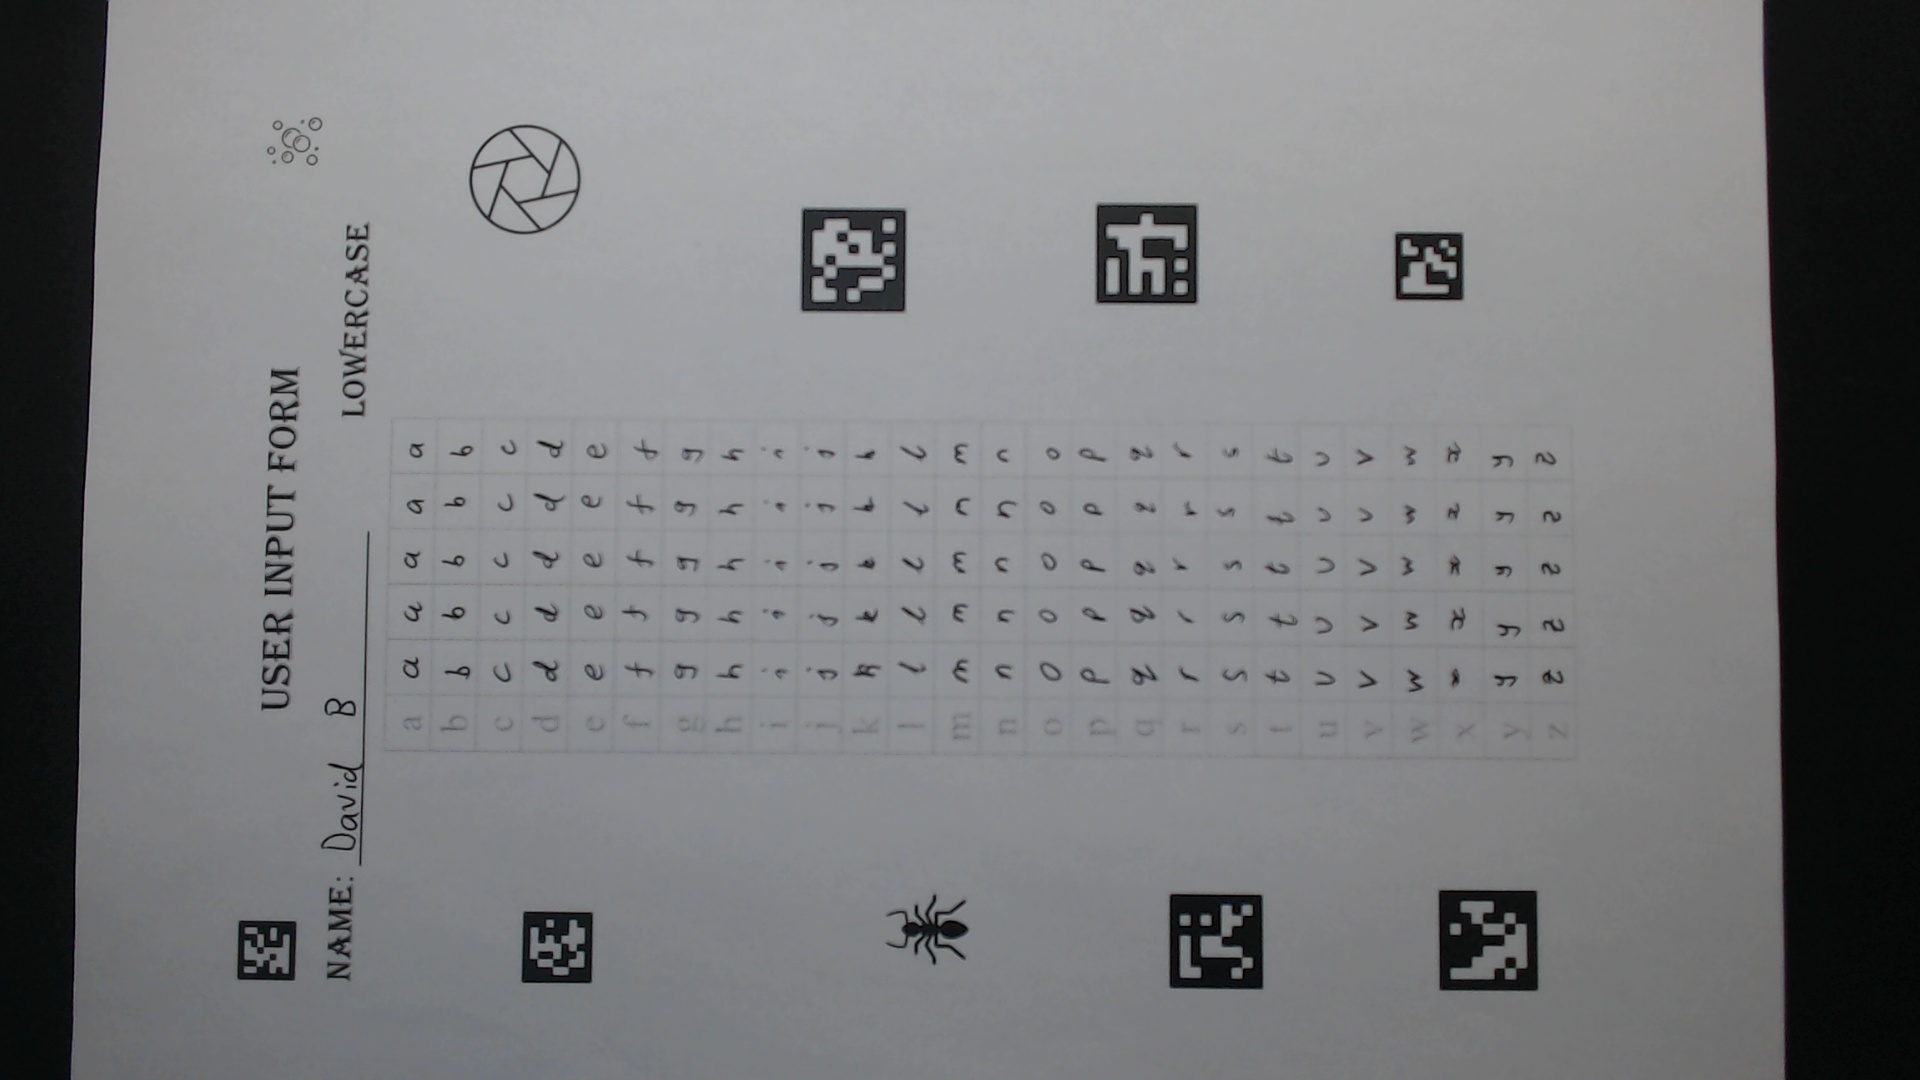 USER INPUT FORM
NAME: David B
LOWERCASE
a a a a a a
b b b b b b
c c c c c c
d d d d d d
e e e e e e
f f f f f f
g g g g g g
h h h h h h
i i i i i i
j j j j j j
k k k k k k
l l l l l l
m m m m n m
n n n n n n
o o o o o o
p p p p p p
q q q q q q
r r r r r r
s s s s s s
t t t t t t
u u u u u u
v v v v v v
w w w w w w
x x x x x x
y y y y y y
z z z z z z